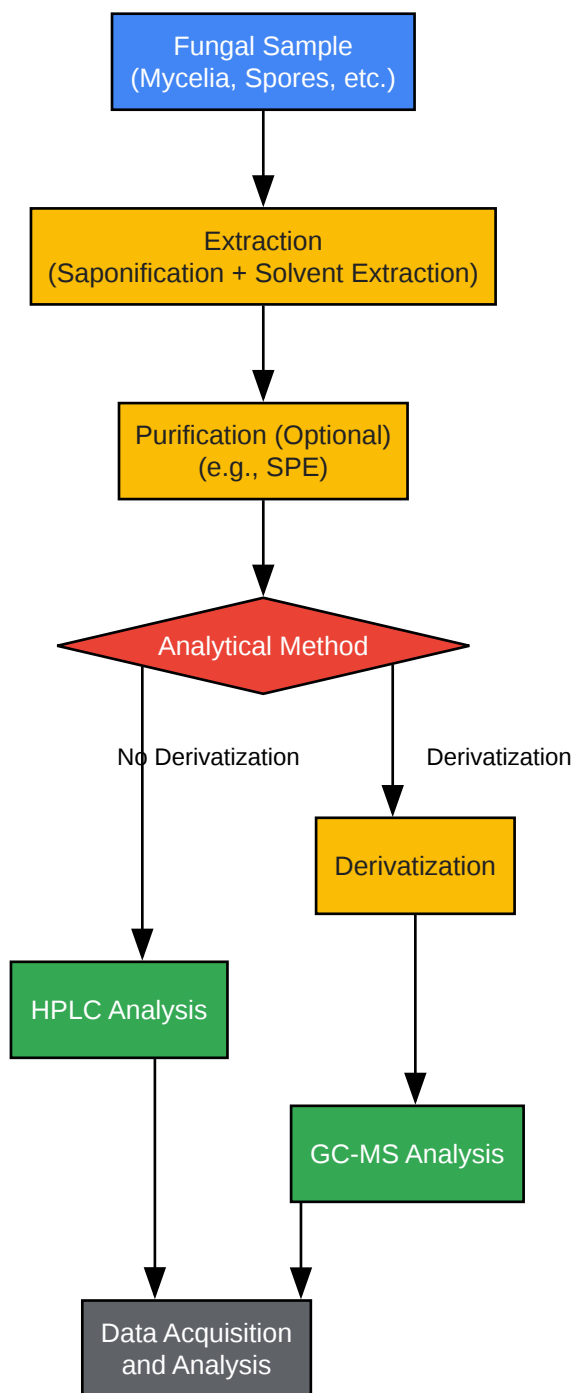 Fungal Sample
(Mycelia, Spores, etc.)
Extraction
(Saponification + Solvent Extraction)
Purification (Optional)
(e.g., SPE)
Analytical Method
No Derivatization
Derivatization
Derivatization
HPLC Analysis
GC-MS Analysis
Data Acquisition
and Analysis